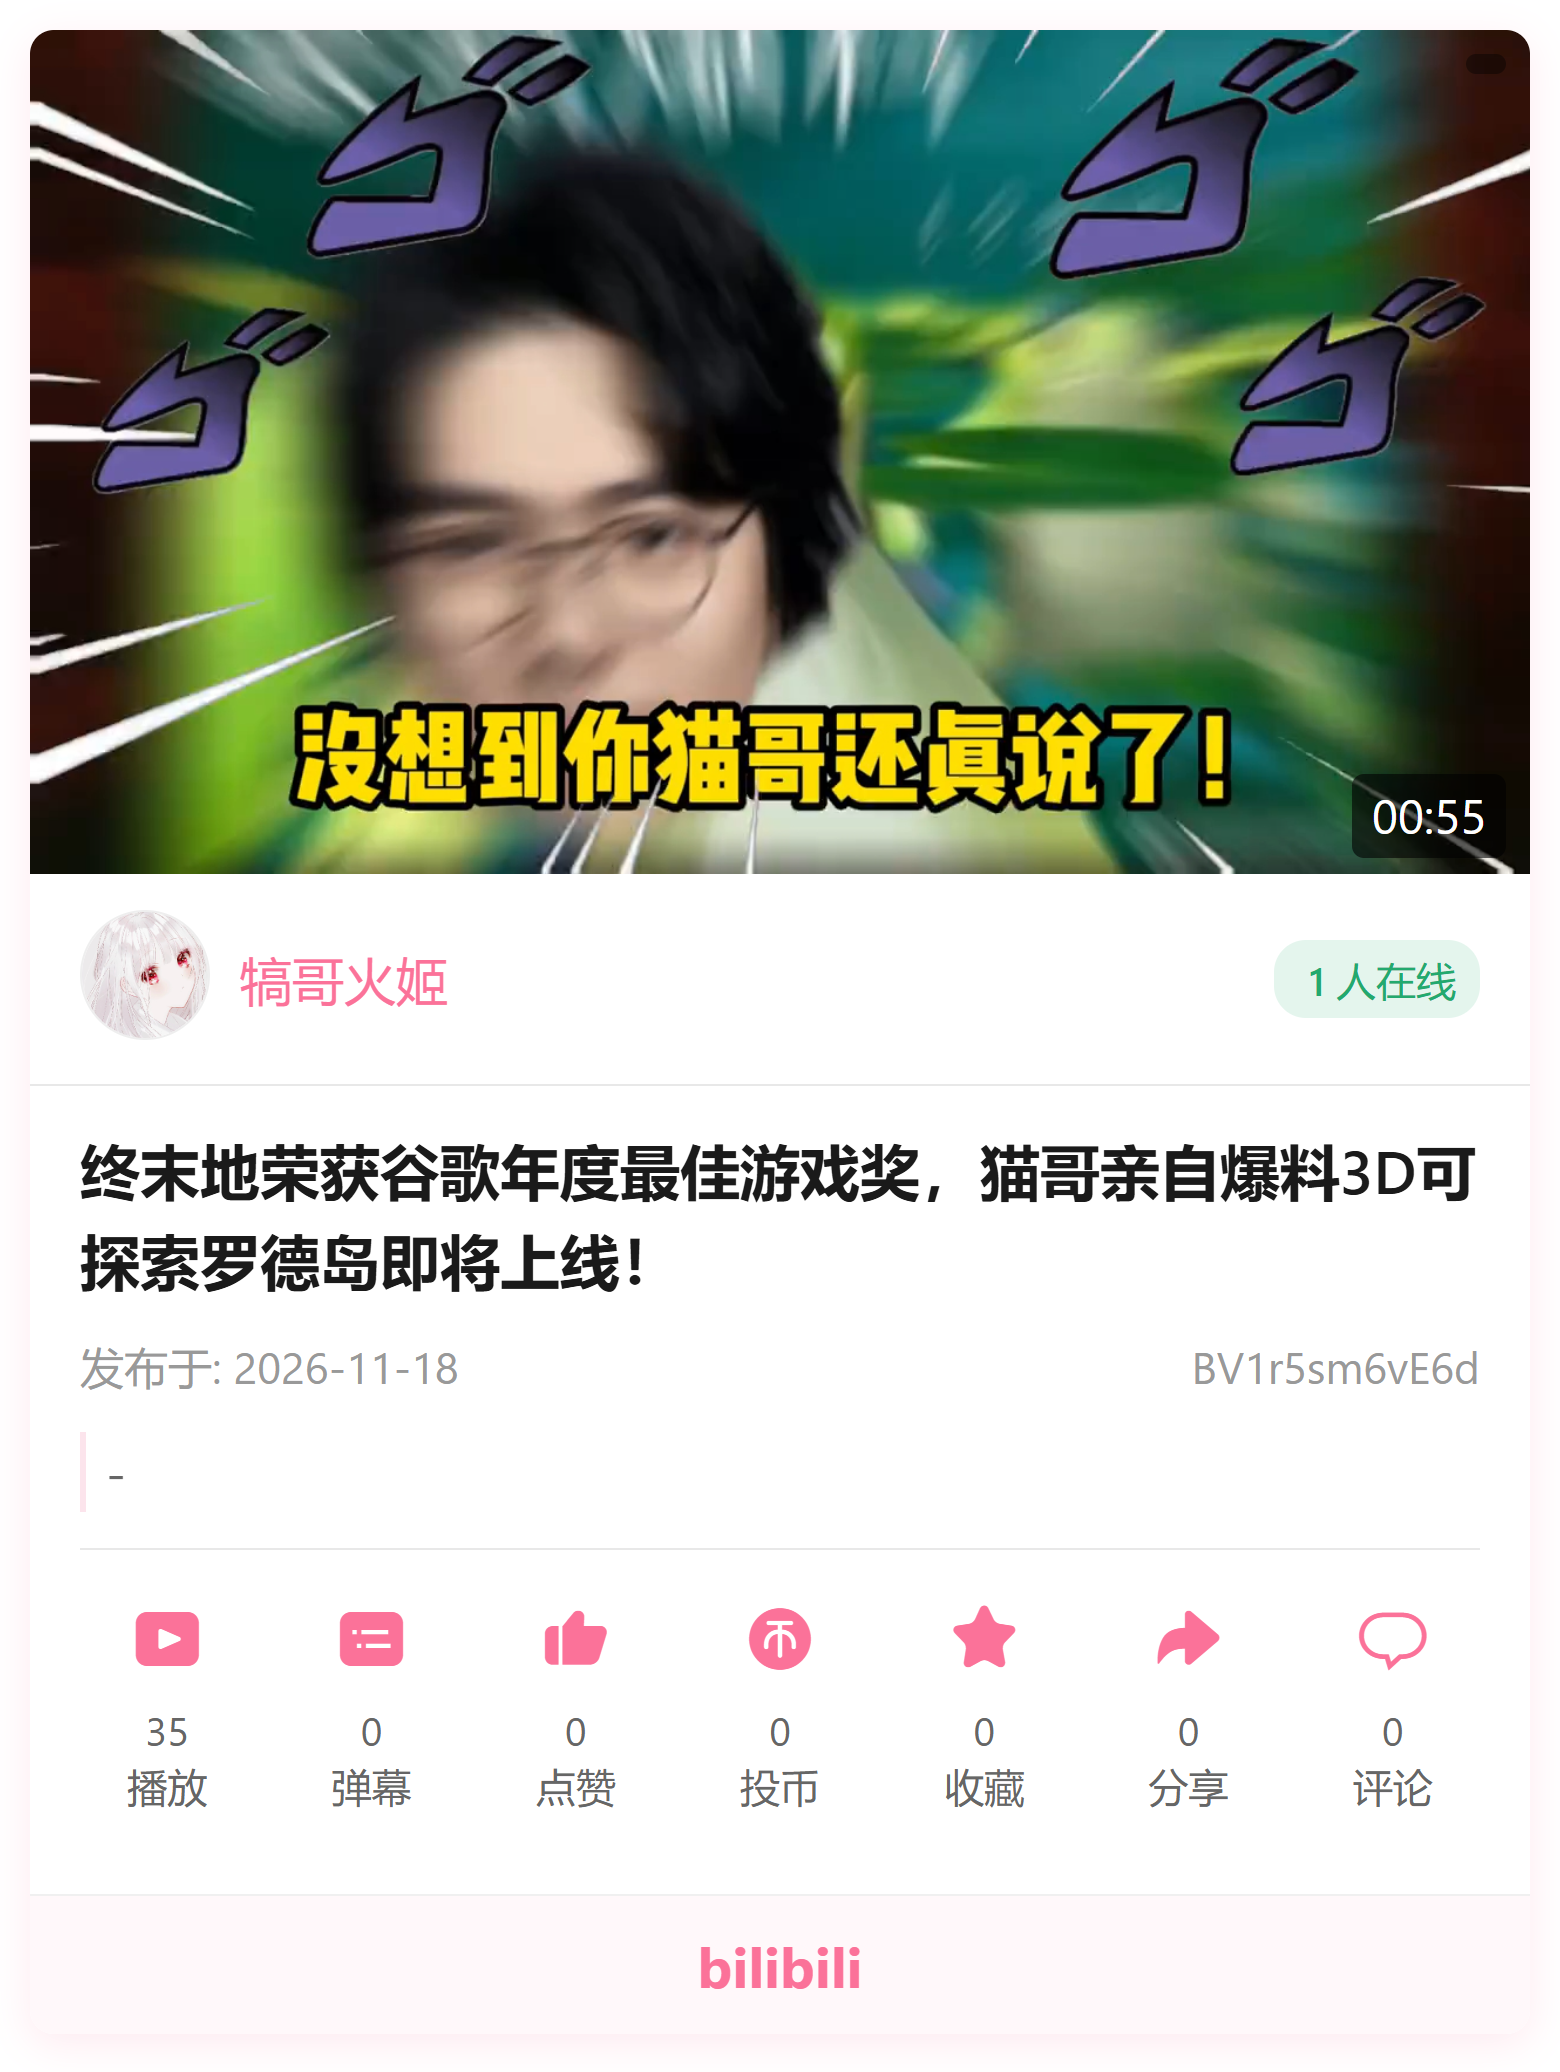 ゴ
ゴ
ゴ
ゴ
没想到你猫哥还真说了!
00:55
犒哥火姬
1 人在线
终末地荣获谷歌年度最佳游戏奖，猫哥亲自爆料3D可
探索罗德岛即将上线！
发布于: 2026-11-18
BV1r5sm6vE6d
-
35
0
0
0
0
0
0
播放
弹幕
点赞
投币
收藏
分享
评论
bilibili